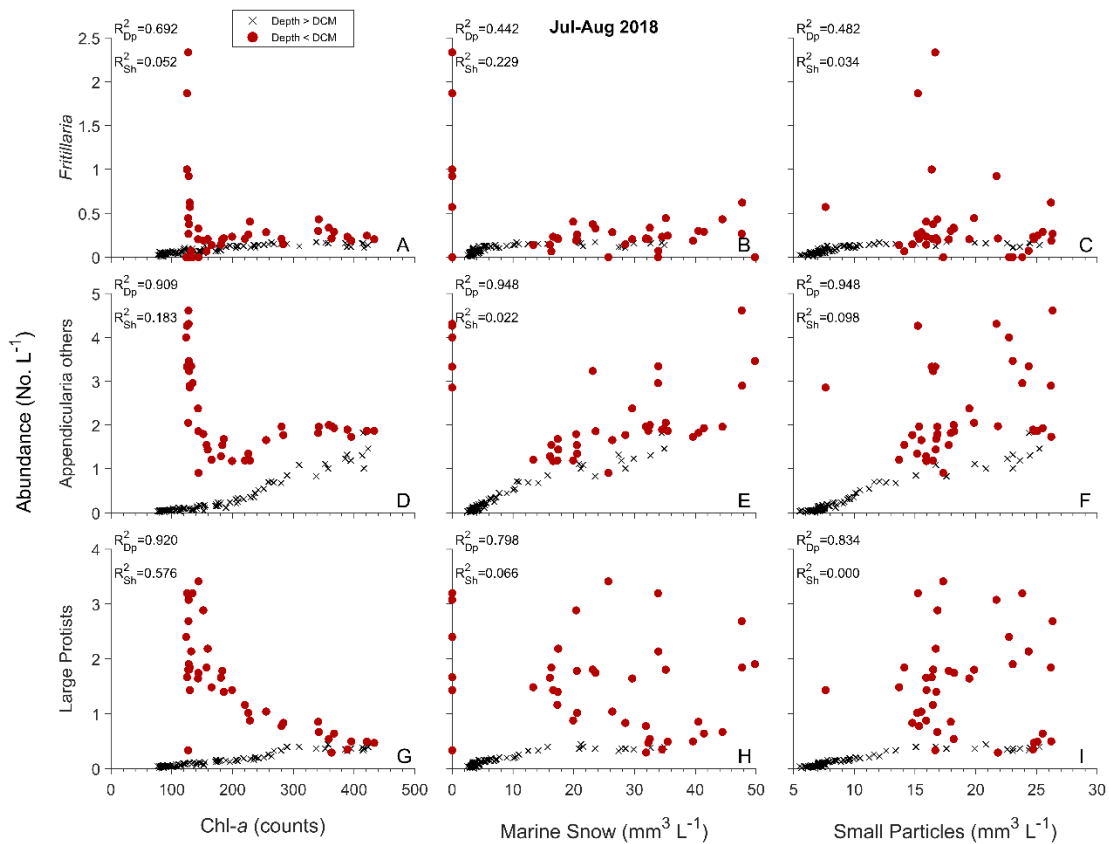 Jul-Aug 2018
× Depth > DCM
Depth < DCM
R²Dp=0.692
R²Sh=0.052
R²Dp=0.442
R²Sh=0.229
R²Dp=0.482
R²Sh=0.034
2.5
2
1.5
1
0.5
0
Fritillaria
A
B
C
R²Dp=0.909
R²Sh=0.183
R²Dp=0.948
R²Sh=0.022
R²Dp=0.948
R²Sh=0.098
5
4
3
2
1
0
Abundance (No. L⁻¹)
Appendicularia others
D
E
F
R²Dp=0.920
R²Sh=0.576
R²Dp=0.798
R²Sh=0.066
R²Dp=0.834
R²Sh=0.000
4
3
2
1
0
Large Protists
G
H
I
0 100 200 300 400 500
0 10 20 30 40 50
5 10 15 20 25 30
Chl-a (counts)
Marine Snow (mm³ L⁻¹)
Small Particles (mm³ L⁻¹)